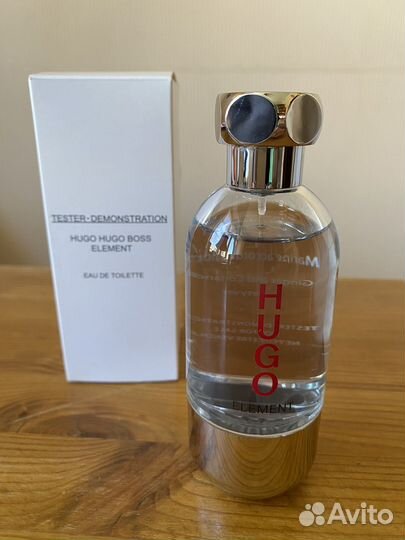 TESTER-DEMONSTRATION
HUGO HUGO BOSS
ELEMENT
EAU DE TOILETTE
HUGO
ELEMENT
Avito